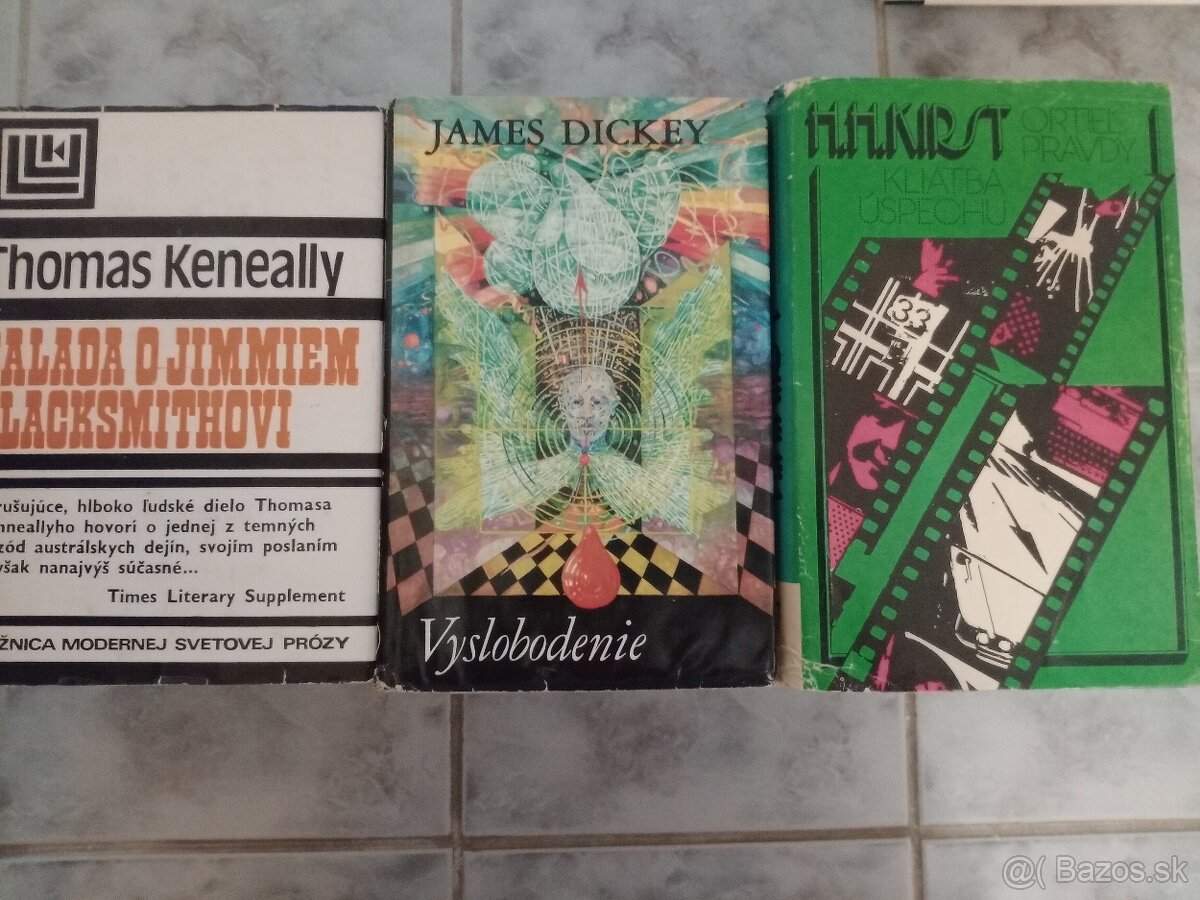 Thomas Keneally
ALADA O JIMMIEM
LACKSMITHOVI
rušujúce, hlboko ľudské dielo Thomasa
nneallyho hovorí o jednej z temných
zód austrálskych dejín, svojím poslaním
však nanajvýš súčasné...
Times Literary Supplement
ŽNICA MODERNEJ SVETOVEJ PRÓZY
JAMES DICKEY
Vyslobodenie
H.H.KIRST
ORTIEĽ
PRAVDY
KLIATBA
ÚSPECHU
33
@( Bazos.sk